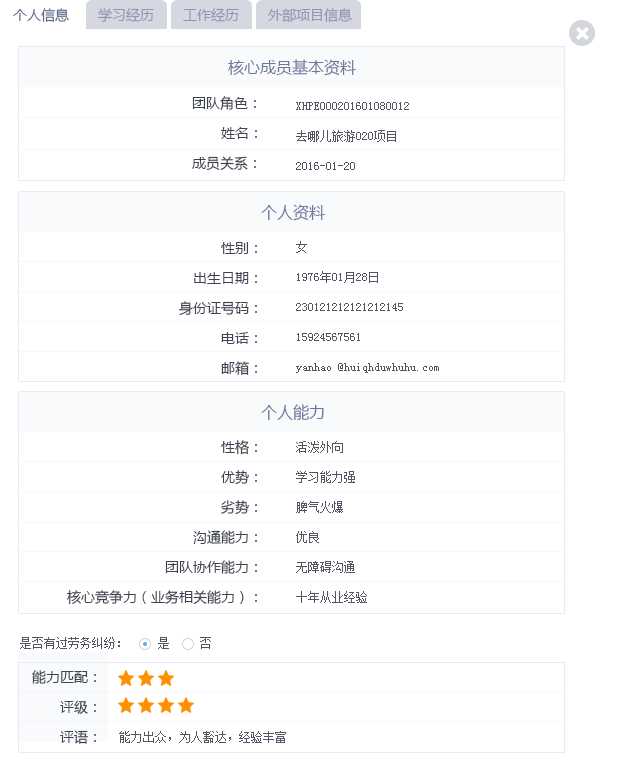 个人信息 学习经历 工作经历 外部项目信息
核心成员基本资料
团队角色： XHPE000201601080012
姓名： 去哪儿旅游020项目
成员关系： 2016-01-20
个人资料
性别： 女
出生日期： 1976年01月28日
身份证号码： 230121212121212145
电话： 15924567561
邮箱： yanhao @huiqhduwhuhu.com
个人能力
性格： 活泼外向
优势： 学习能力强
劣势： 脾气火爆
沟通能力： 优良
团队协作能力： 无障碍沟通
核心竞争力（业务相关能力）： 十年从业经验
是否有过劳务纠纷： 是 否
能力匹配：
评级：
评语： 能力出众，为人豁达，经验丰富